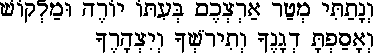 וְנָתַתִּי מְטַר אַרְצְכֶם בְּעִתּוֹ יוֹרֶה וּמַלְקוֹשׁ
וְאָסַפְתָּ דְגָנֶךָ וְתִירֹשְׁךָ וְיִצְהָרֶךָ